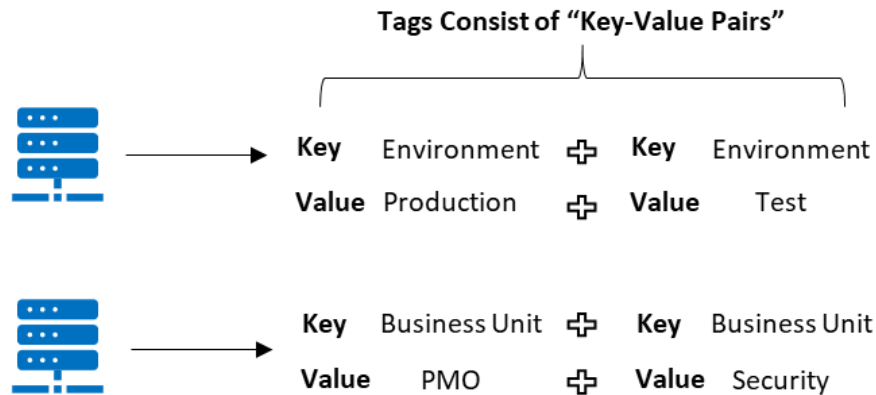 Tags Consist of “Key-Value Pairs”
Key Environment Key Environment
Value Production Value Test
Key Business Unit Key Business Unit
Value PMO Value Security